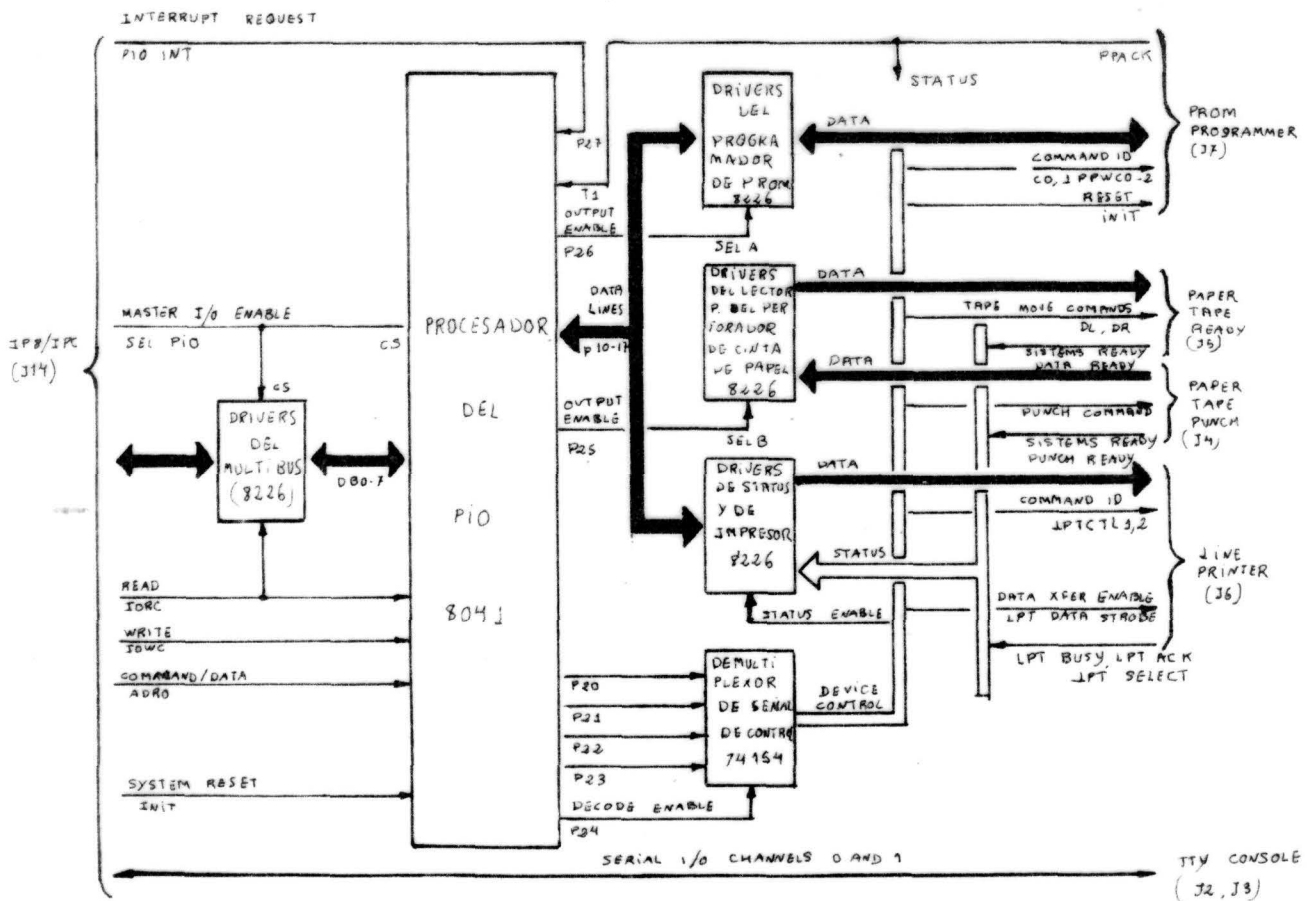 INTERRUPT REQUEST
PIO INT
PPACK
STATUS
DRIVERS
DEL
PROGRA
MADOR
DE PROM
8226
DATA
PROM
PROGRAMMER
(J7)
P27
COMMAND ID
C0,1 PPWC0-2
T1
RESET
INIT
OUTPUT
ENABLE
P26
SEL A
DRIVERS
DEL LECTOR
P. DEL PER
FORADOR
DE CINTA
DE PAPEL
8226
DATA
TAPE MOVE COMMANDS
DL, DR
SISTEMS READY
PAPER
TAPE
READY
(J5)
DATA
LINES
P10-17
MASTER I/O ENABLE
SEL PIO
CS
PROCESADOR
DEL
PIO
8041
IPB/IPC
(J14)
CS
DRIVERS
DEL
MULTIBUS
(8226)
DB0-7
DATA
DATA READY
PUNCH COMMAND
SISTEMS READY
PUNCH READY
PAPER
TAPE
PUNCH
(J4)
OUTPUT
ENABLE
P25
SEL B
DRIVERS
DE STATUS
Y DE
IMPRESOR
8226
DATA
COMMAND ID
LPTCTL1,2
STATUS
STATUS ENABLE
DATA XFER ENABLE
LPT DATA STROBE
LINE
PRINTER
(J6)
LPT BUSY, LPT ACK
LPT SELECT
READ
IORC
WRITE
IOWC
COMMAND/DATA
ADR0
P20
P21
P22
P23
DEMULTI
PLEXOR
DE SEÑAL
DE CONTROL
74154
DEVICE
CONTROL
SYSTEM RESET
INIT
DECODE ENABLE
P24
SERIAL I/O CHANNELS 0 AND 1
TTY CONSOLE
(J2, J3)